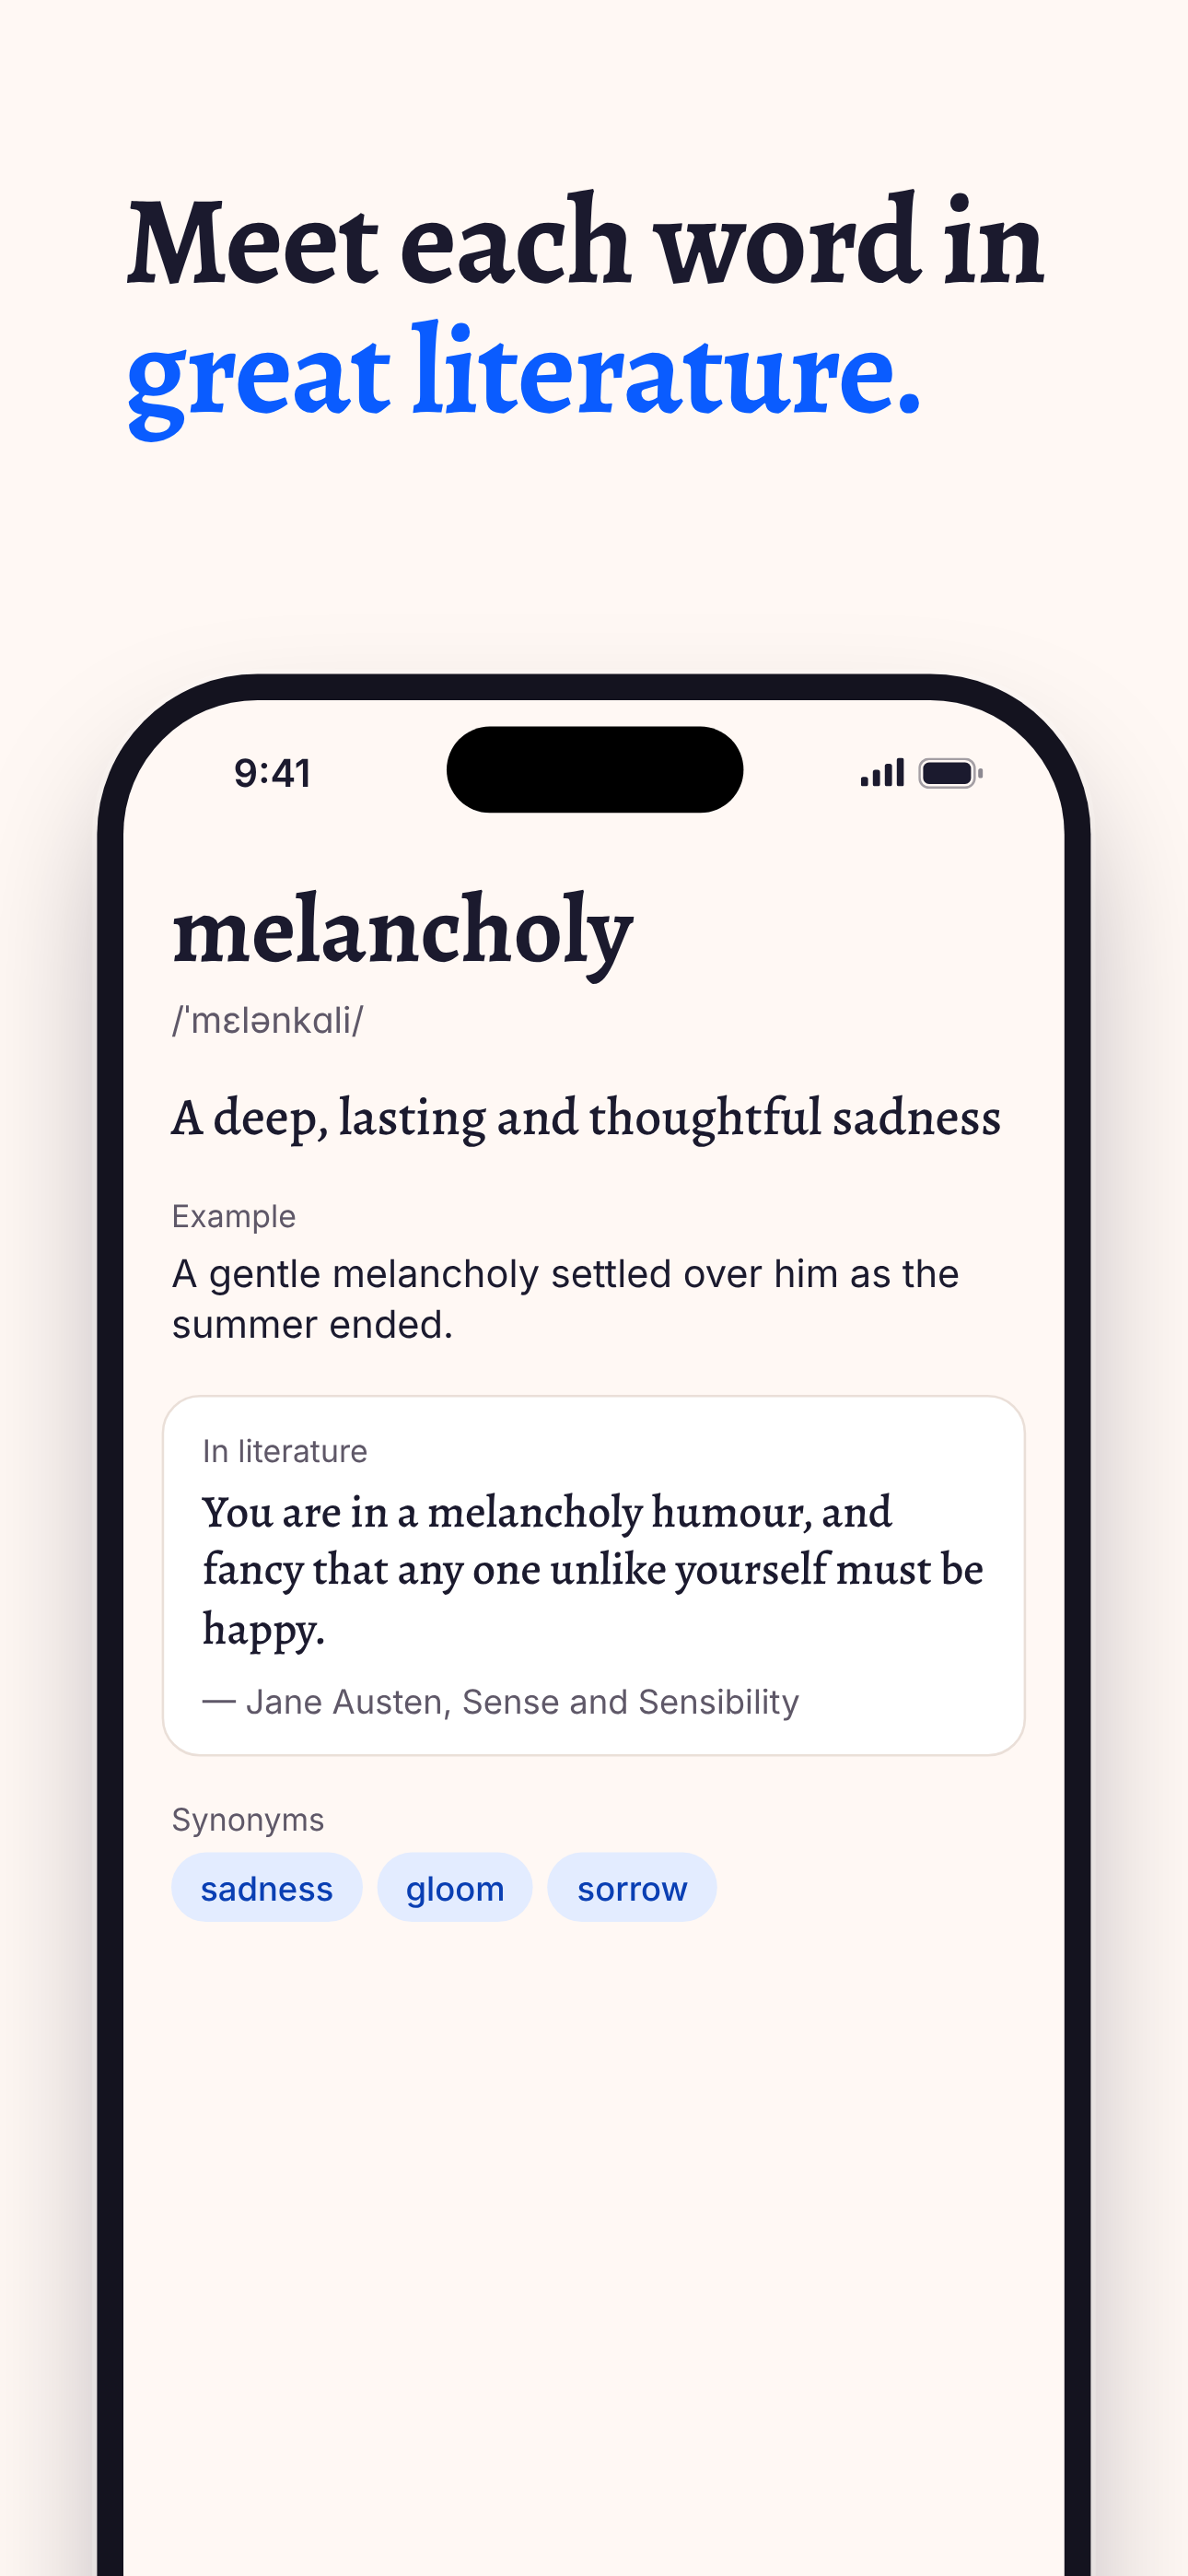 Meet each word in
great literature.
9:41
melancholy
/ˈmɛlənkɑli/
A deep, lasting and thoughtful sadness
Example
A gentle melancholy settled over him as the
summer ended.
In literature
You are in a melancholy humour, and
fancy that any one unlike yourself must be
happy.
— Jane Austen, Sense and Sensibility
Synonyms
sadness gloom sorrow